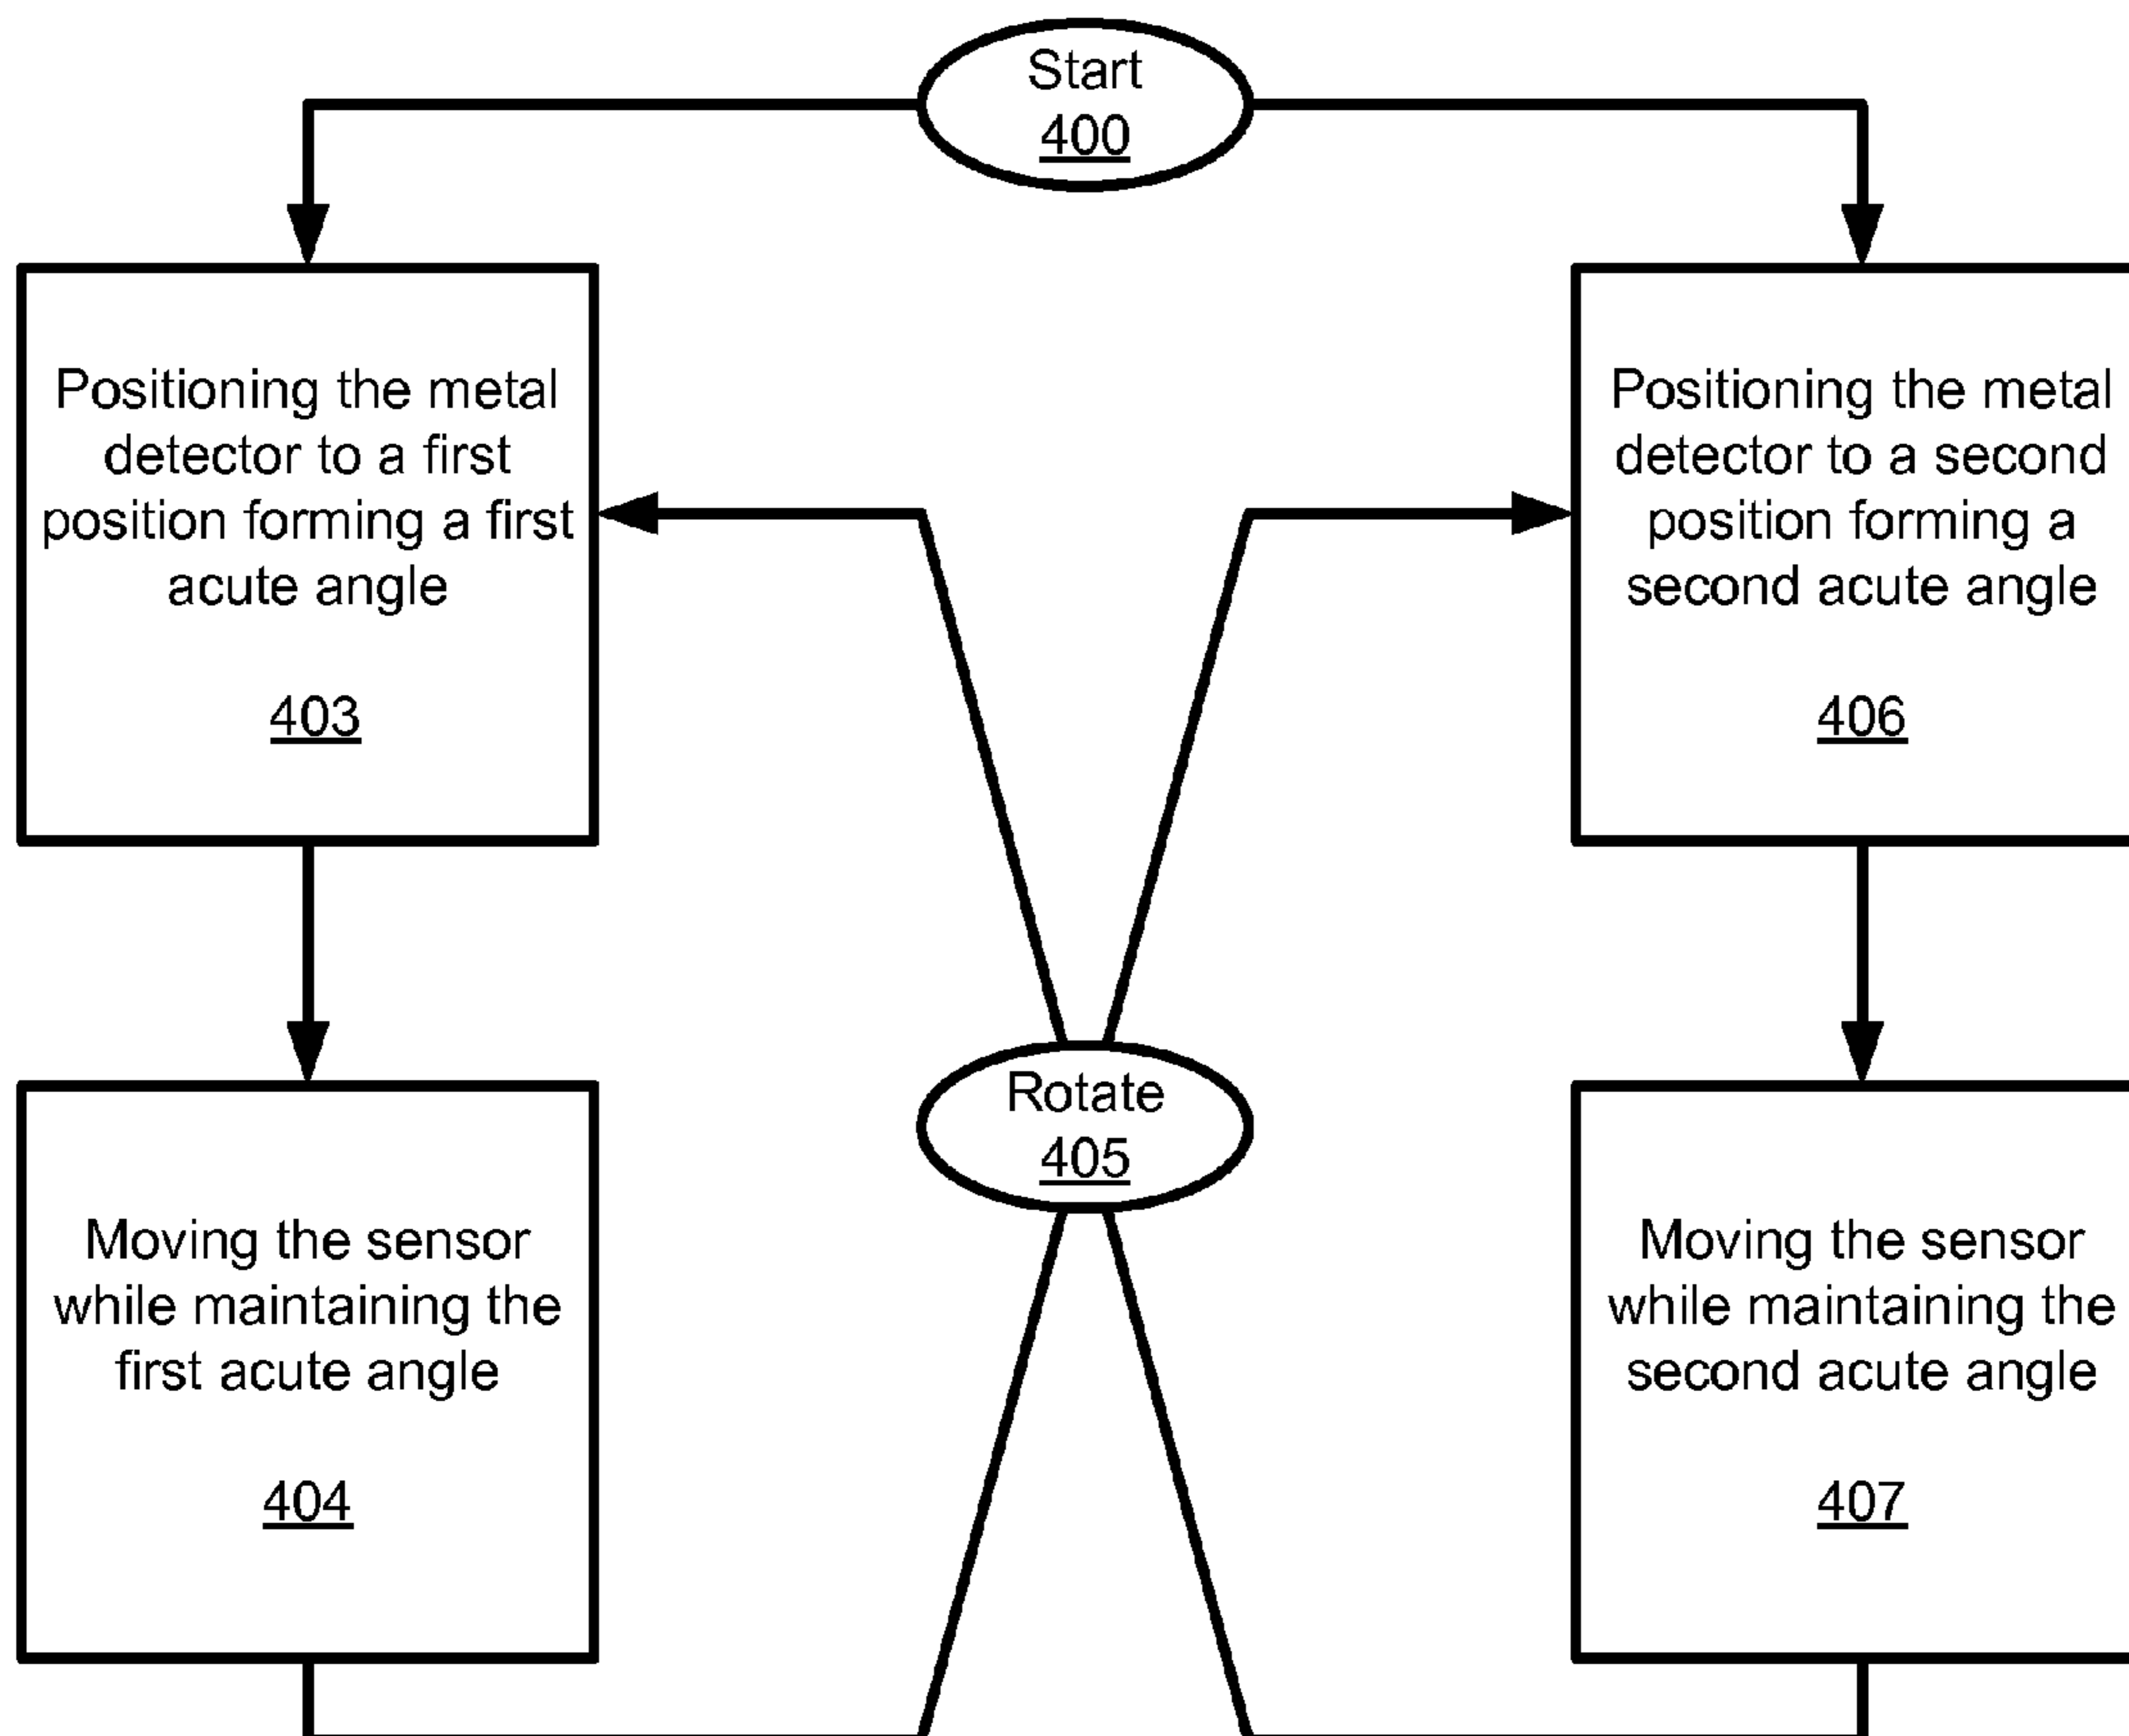 Start
400
Positioning the metal
detector to a first
position forming a first
acute angle
403
Positioning the metal
detector to a second
position forming a
second acute angle
406
Rotate
405
Moving the sensor
while maintaining the
first acute angle
404
Moving the sensor
while maintaining the
second acute angle
407